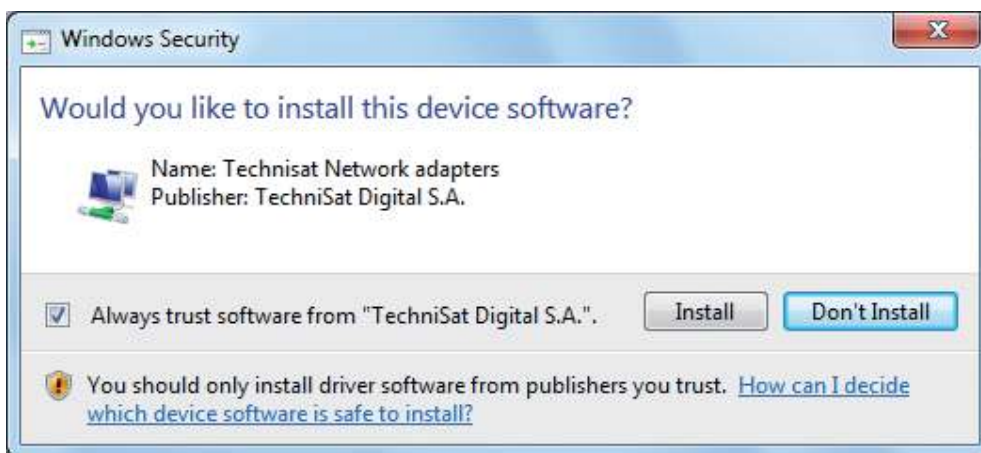 Windows Security
Would you like to install this device software?
Name: Technisat Network adapters
Publisher: TechniSat Digital S.A.
Always trust software from "TechniSat Digital S.A.".
Install
Don't Install
You should only install driver software from publishers you trust. How can I decide
which device software is safe to install?